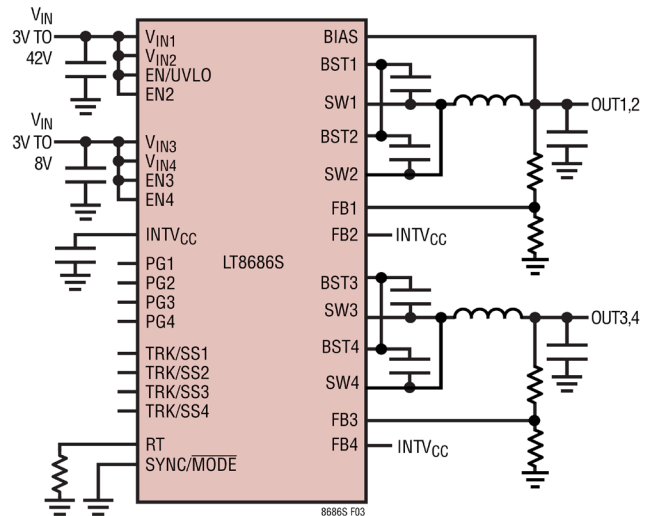 VIN
3V TO
42V
VIN1
VIN2
EN/UVLO
EN2
VIN
3V TO
8V
VIN3
VIN4
EN3
EN4
INTVCC
PG1
PG2
PG3
PG4
TRK/SS1
TRK/SS2
TRK/SS3
TRK/SS4
RT
SYNC/MODE
LT8686S
BIAS
BST1
SW1
OUT1,2
BST2
SW2
FB1
FB2
INTVCC
BST3
SW3
OUT3,4
BST4
SW4
FB3
FB4
INTVCC
8686S F03